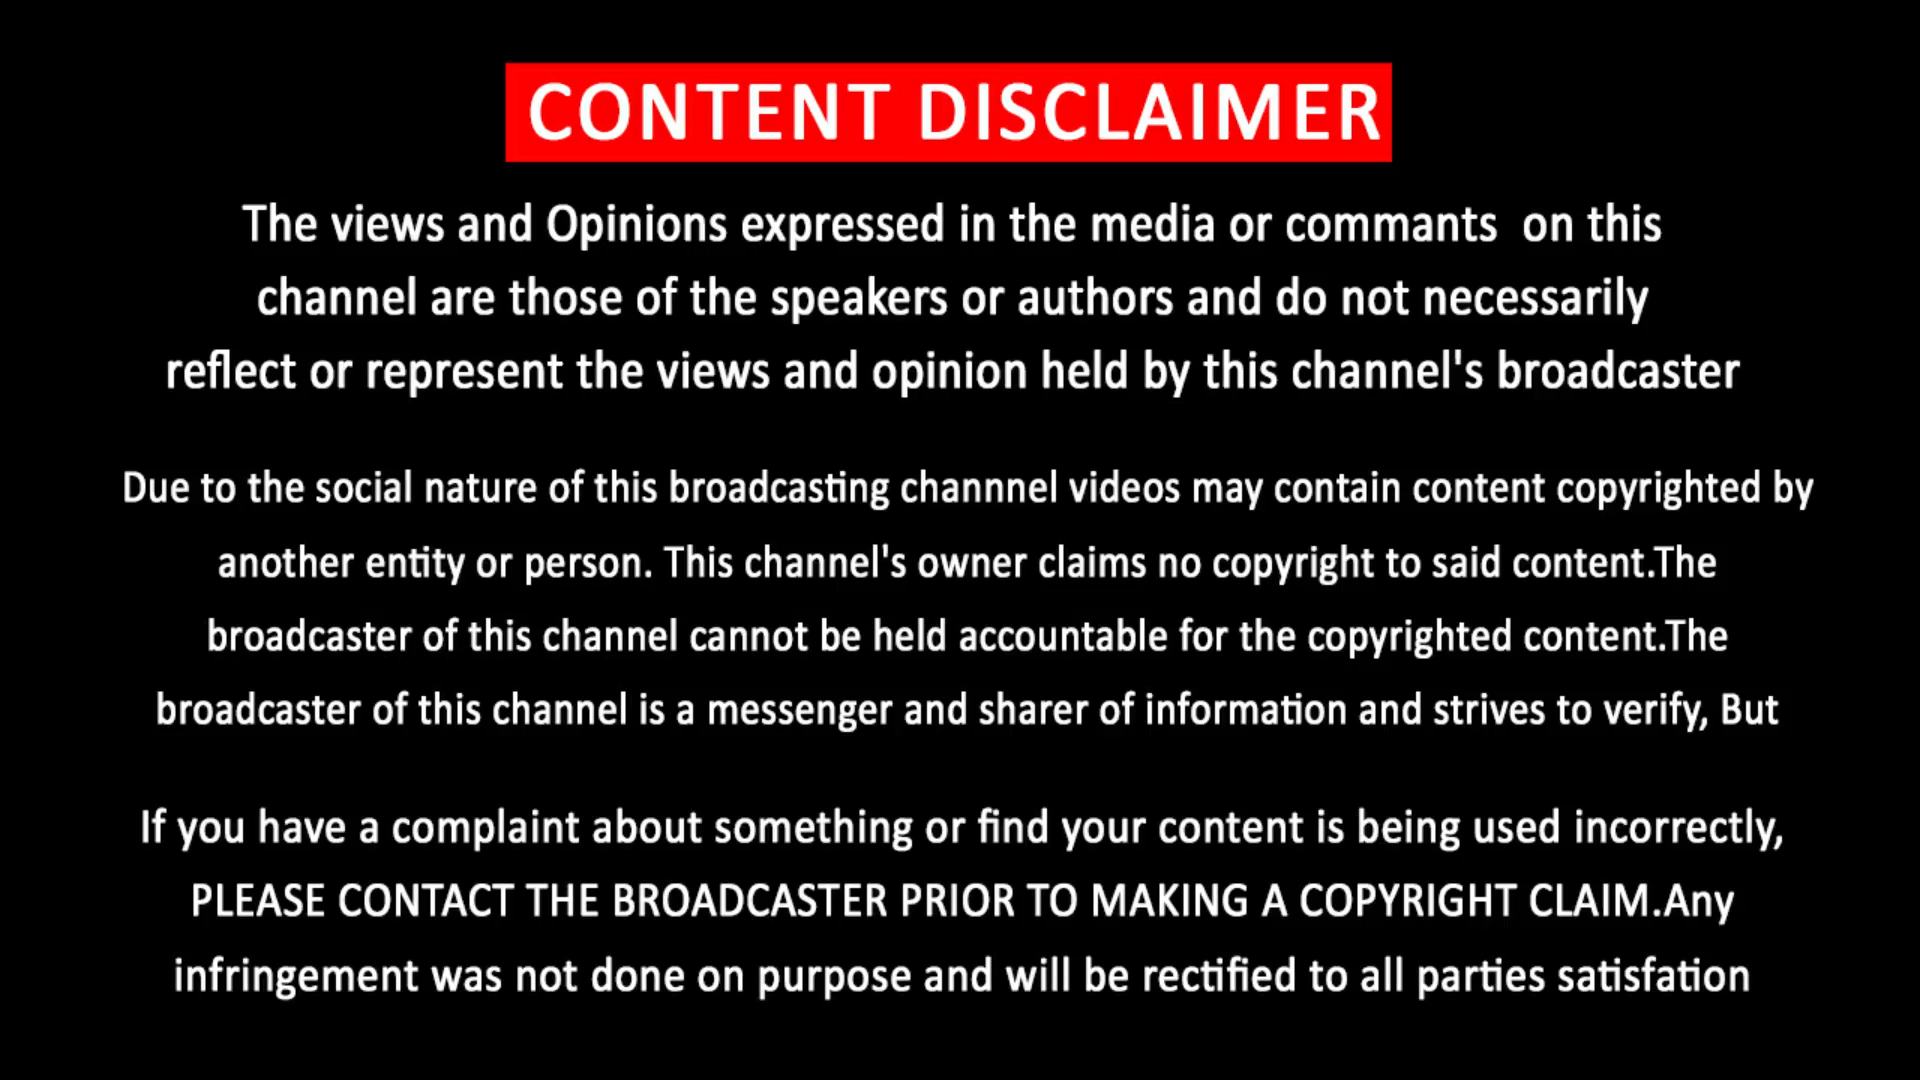 CONTENT DISCLAIMER
The views and Opinions expressed in the media or commants  on this
channel are those of the speakers or authors and do not necessarily
reflect or represent the views and opinion held by this channel's broadcaster
Due to the social nature of this broadcasting channnel videos may contain content copyrighted by
another entity or person. This channel's owner claims no copyright to said content.The
broadcaster of this channel cannot be held accountable for the copyrighted content.The
broadcaster of this channel is a messenger and sharer of information and strives to verify, But
If you have a complaint about something or find your content is being used incorrectly,
PLEASE CONTACT THE BROADCASTER PRIOR TO MAKING A COPYRIGHT CLAIM.Any
infringement was not done on purpose and will be rectified to all parties satisfation